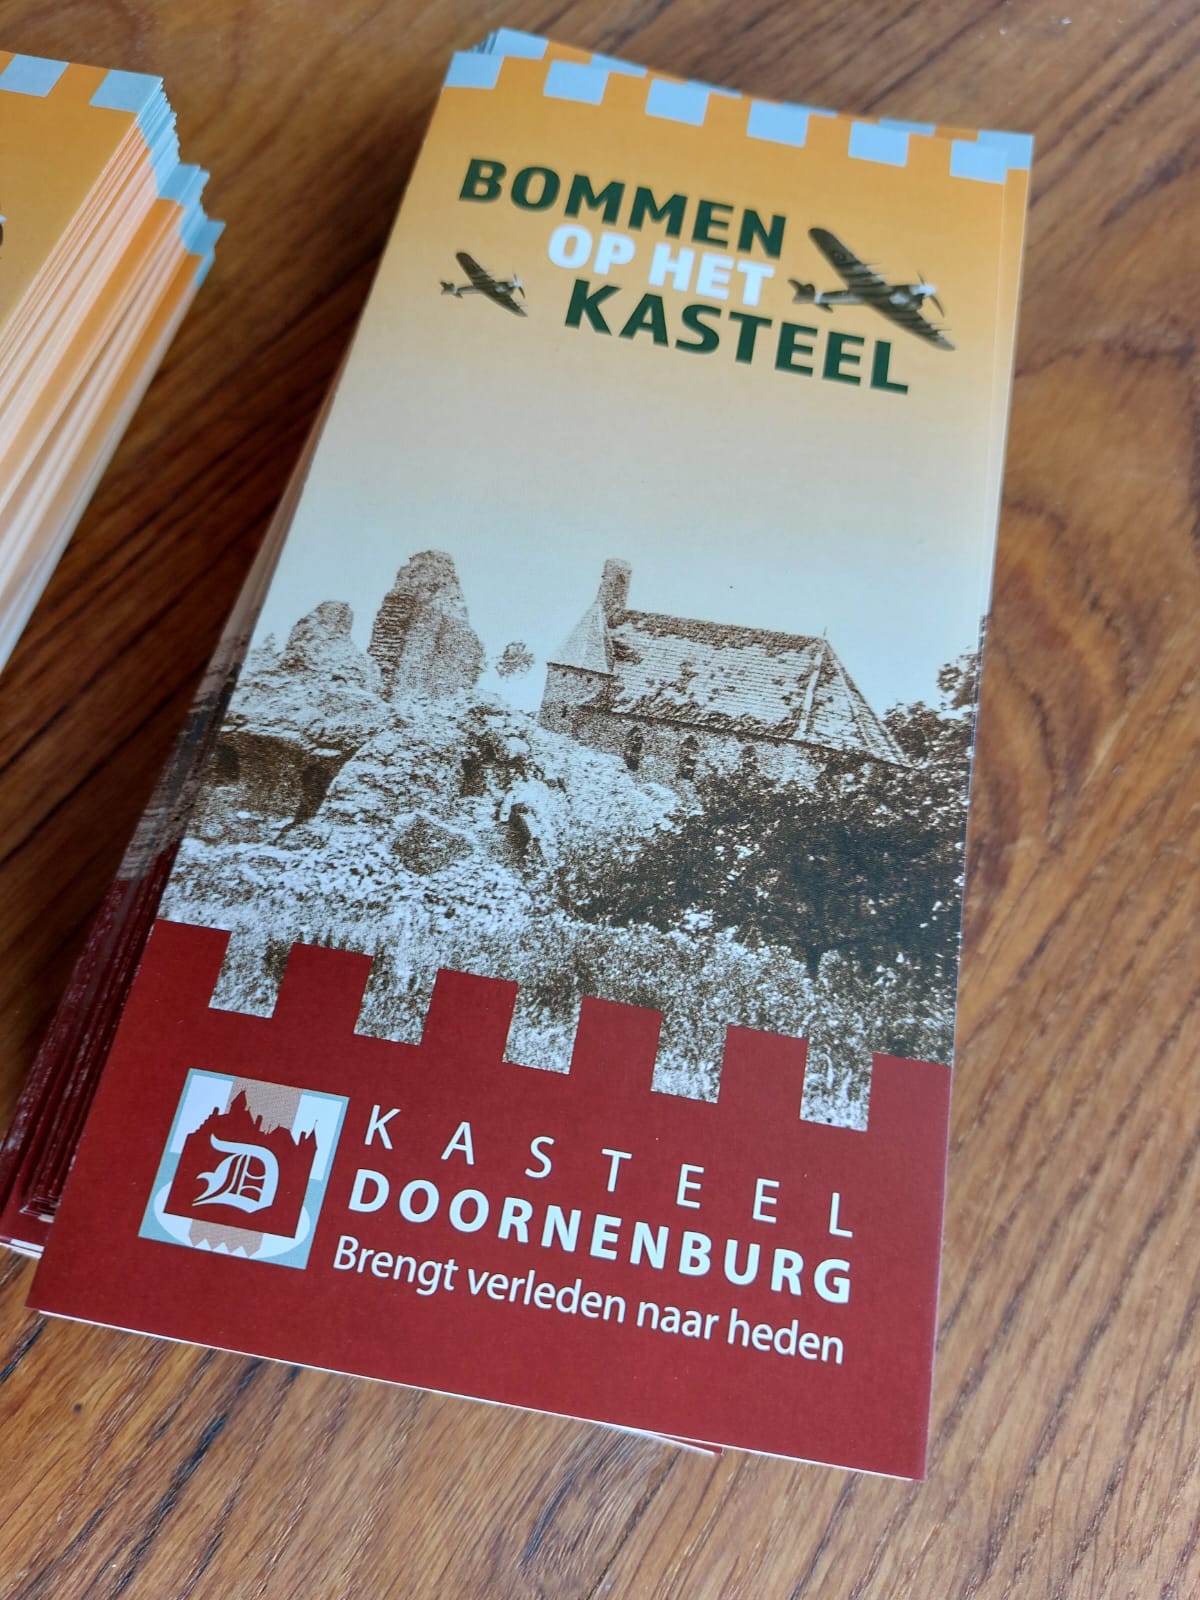 BOMMEN
OP HET
KASTEEL
D
KASTEEL
DOORNENBURG
Brengt verleden naar heden